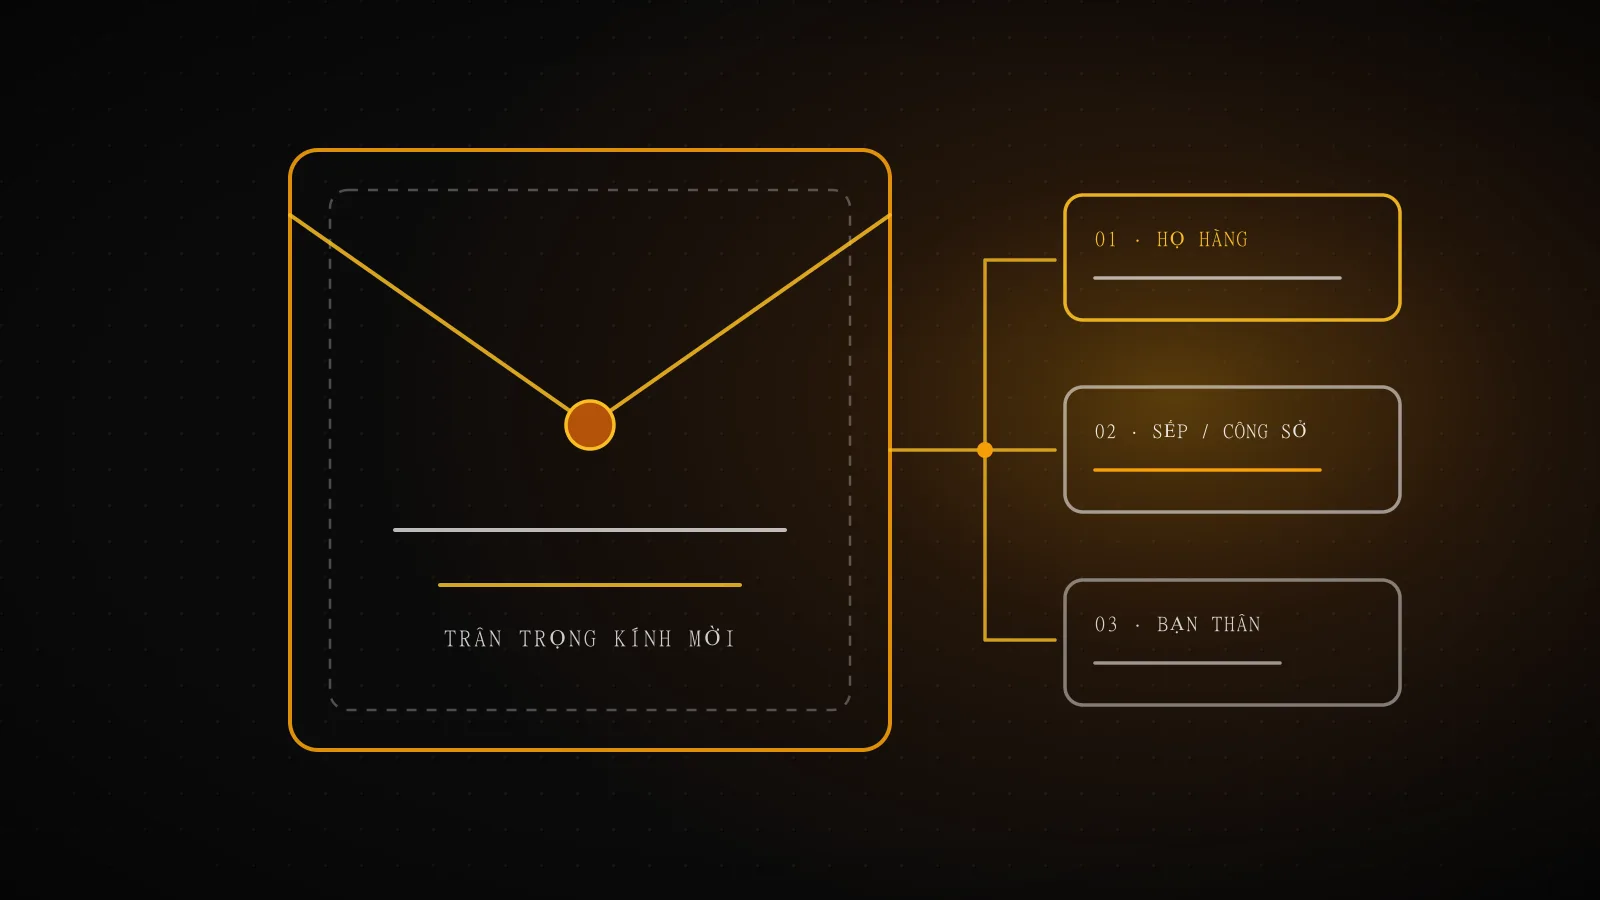 TRÂN TRỌNG KÍNH MỜI
01 · HỌ HÀNG
02 · SẾP / CÔNG SỞ
03 · BẠN THÂN